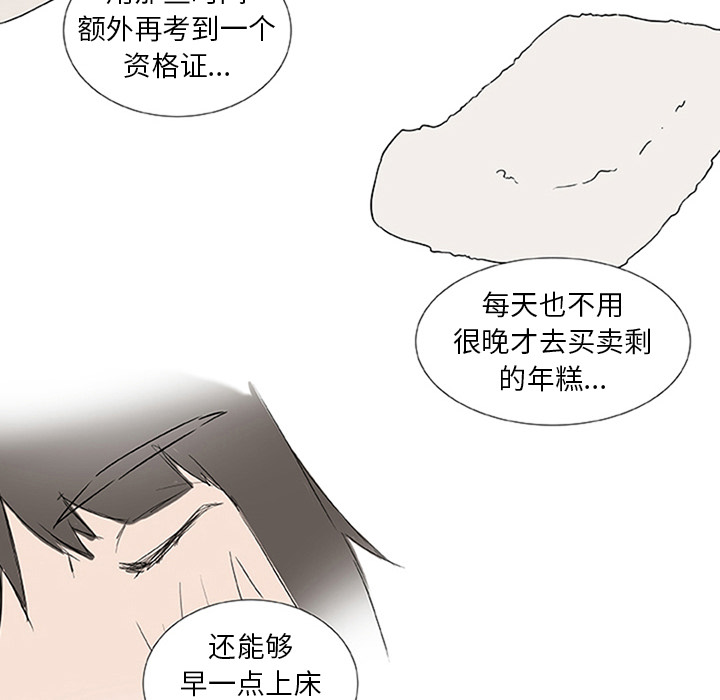 额外再考到一个
资格证...
每天也不用
很晚才去买卖剩
的年糕...
还能够
早一点上床